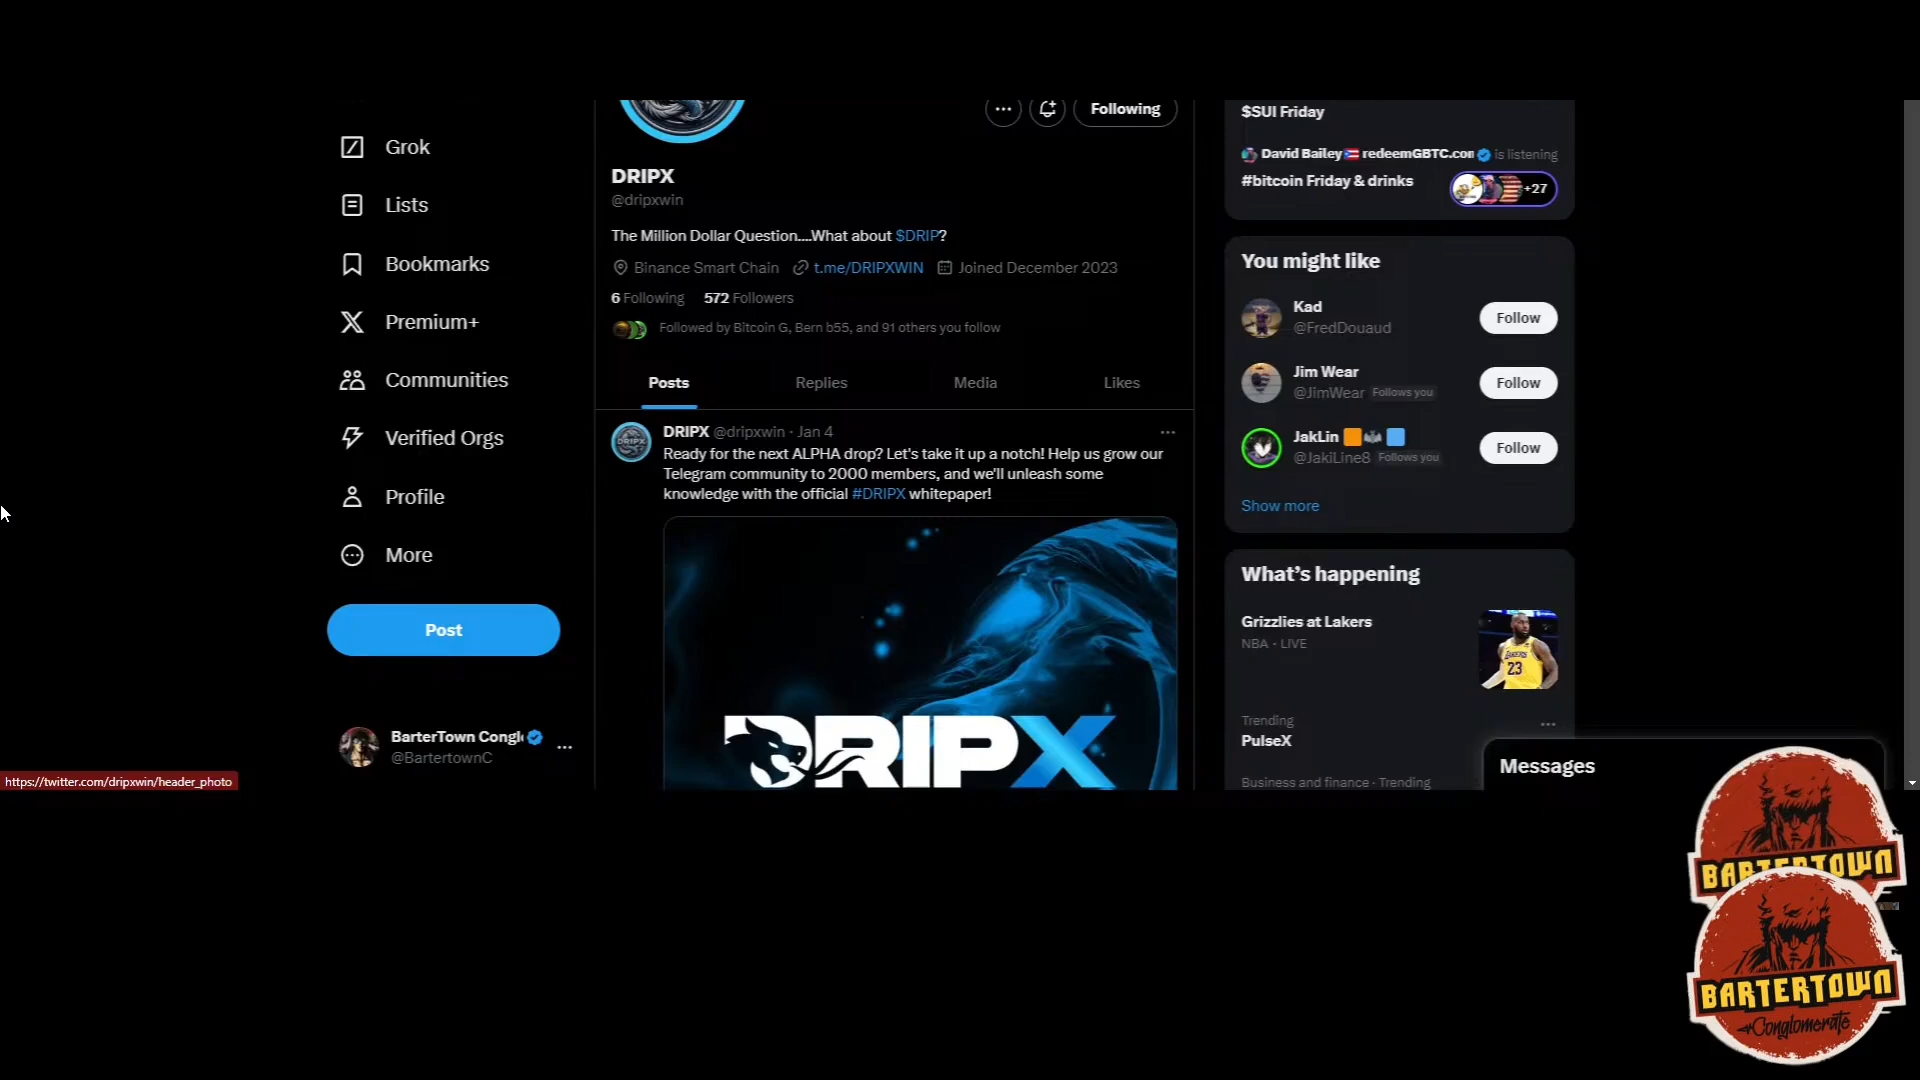 Grok
Lists
Bookmarks
Premium+
Communities
Verified Orgs
Profile
More
Post
BarterTown Congl
@BartertownC
https://twitter.com/dripxwin/header_photo
Following
DRIPX
@dripxwin
The Million Dollar Question....What about $DRIP?
Binance Smart Chain t.me/DRIPXWIN Joined December 2023
6 Following 572 Followers
Followed by Bitcoin G, Bern b55, and 91 others you follow
Posts Replies Media Likes
DRIPX @dripxwin · Jan 4
Ready for the next ALPHA drop? Let's take it up a notch! Help us grow our
Telegram community to 2000 members, and we'll unleash some
knowledge with the official #DRIPX whitepaper!
DRIPX
DRIPX
$SUI Friday
David Bailey redeemGBTC.com is listening
#bitcoin Friday & drinks +27
You might like
Kad
@FredDouaud
Follow
Jim Wear
@JimWear Follows you
Follow
JakLin
@JakiLine8 Follows you
Follow
Show more
What's happening
Grizzlies at Lakers
NBA · LIVE
LAKERS
23
Trending
PulseX
Business and finance · Trending
Messages
BARTERTOWN
BARTERTOWN
Conglomerate